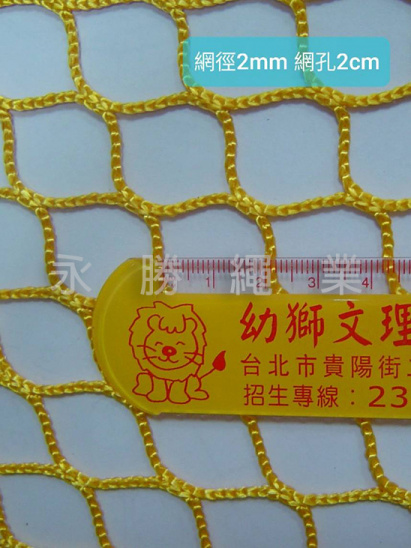 網徑2mm 網孔2cm
永勝繩業
1 2 3 4
幼獅文理
台北市貴陽街
招生專線：23